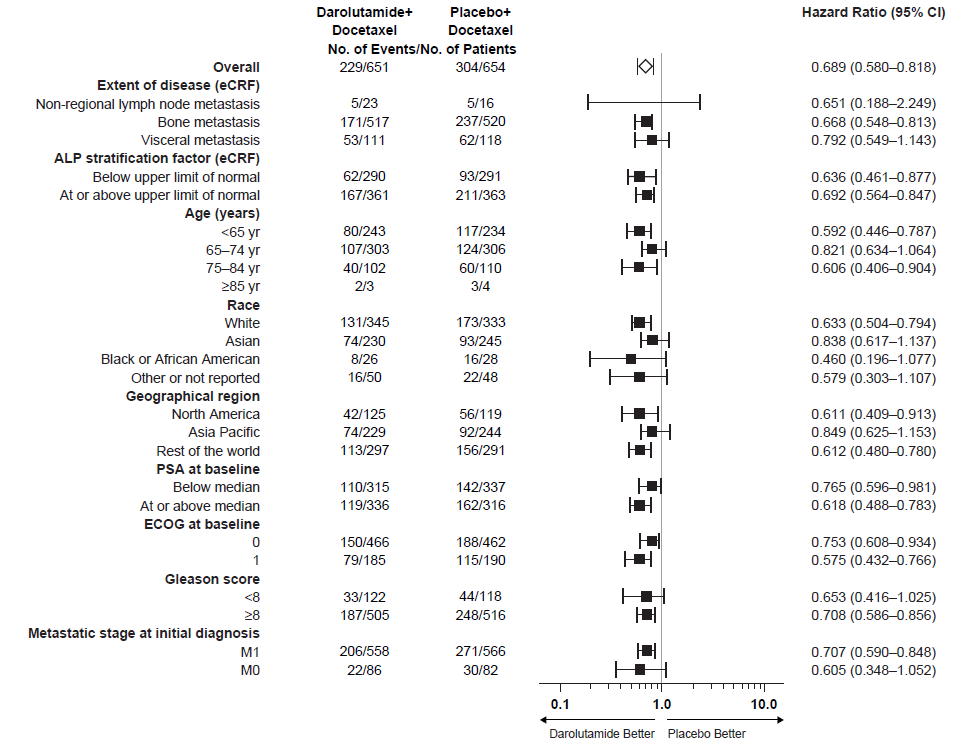 Darolutamide+ Placebo+ Hazard Ratio (95% CI)
Docetaxel Docetaxel
No. of Events/No. of Patients
Overall 229/651 304/654 0.689 (0.580–0.818)
Extent of disease (eCRF)
Non-regional lymph node metastasis 5/23 5/16 0.651 (0.188–2.249)
Bone metastasis 171/517 237/520 0.668 (0.548–0.813)
Visceral metastasis 53/111 62/118 0.792 (0.549–1.143)
ALP stratification factor (eCRF)
Below upper limit of normal 62/290 93/291 0.636 (0.461–0.877)
At or above upper limit of normal 167/361 211/363 0.692 (0.564–0.847)
Age (years)
<65 yr 80/243 117/234 0.592 (0.446–0.787)
65–74 yr 107/303 124/306 0.821 (0.634–1.064)
75–84 yr 40/102 60/110 0.606 (0.406–0.904)
≥85 yr 2/3 3/4
Race
White 131/345 173/333 0.633 (0.504–0.794)
Asian 74/230 93/245 0.838 (0.617–1.137)
Black or African American 8/26 16/28 0.460 (0.196–1.077)
Other or not reported 16/50 22/48 0.579 (0.303–1.107)
Geographical region
North America 42/125 56/119 0.611 (0.409–0.913)
Asia Pacific 74/229 92/244 0.849 (0.625–1.153)
Rest of the world 113/297 156/291 0.612 (0.480–0.780)
PSA at baseline
Below median 110/315 142/337 0.765 (0.596–0.981)
At or above median 119/336 162/316 0.618 (0.488–0.783)
ECOG at baseline
0 150/466 188/462 0.753 (0.608–0.934)
1 79/185 115/190 0.575 (0.432–0.766)
Gleason score
<8 33/122 44/118 0.653 (0.416–1.025)
≥8 187/505 248/516 0.708 (0.586–0.856)
Metastatic stage at initial diagnosis
M1 206/558 271/566 0.707 (0.590–0.848)
M0 22/86 30/82 0.605 (0.348–1.052)
0.1 1.0 10.0
Darolutamide Better Placebo Better